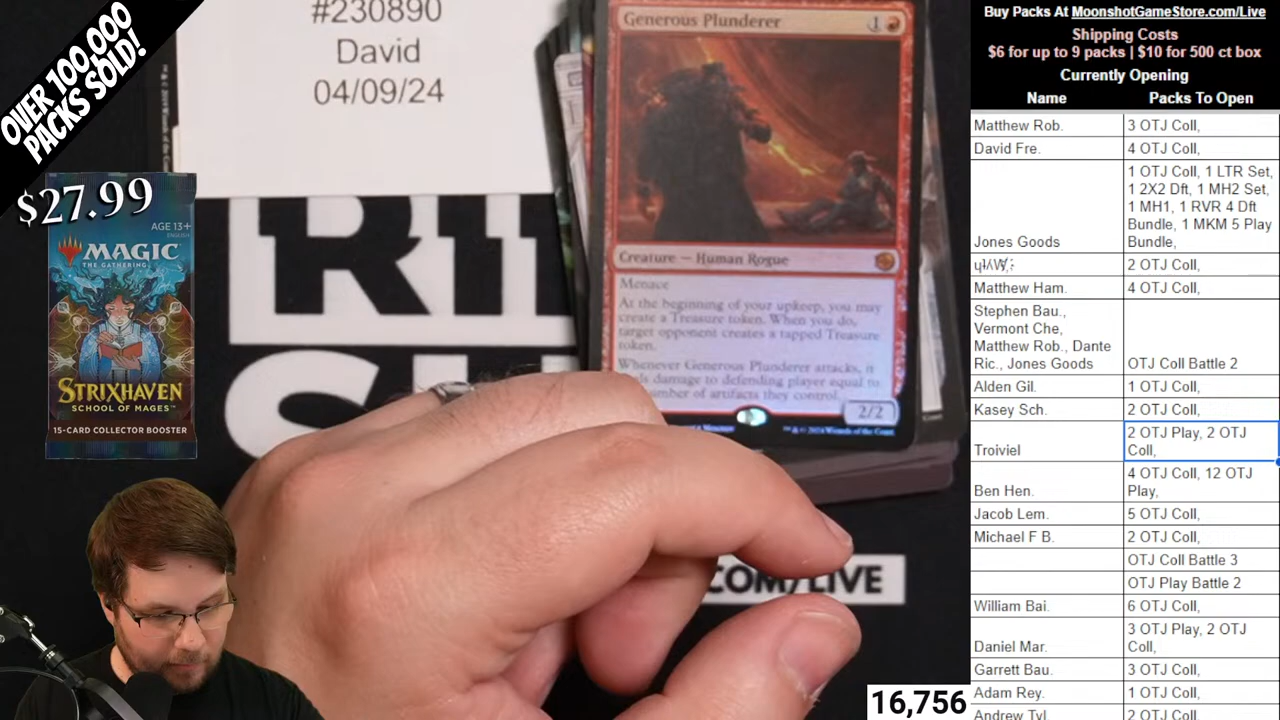 OVER 100,000
PACKS SOLD!
$27.99
AGE 13+
ENGLISH
MAGIC
THE GATHERING
STRIXHAVEN
SCHOOL OF MAGES™
15-CARD COLLECTOR BOOSTER
#230890
David
04/09/24
Generous Plunderer 1
Creature — Human Rogue
Menace
At the beginning of your upkeep, you may
create a Treasure token. When you do,
target opponent creates a tapped Treasure
token.
Whenever Generous Plunderer attacks, it
damage to defending player equal to
number of artifacts they control.
2/2
.COM/LIVE
16,756
Buy Packs At MoonshotGameStore.com/Live
Shipping Costs
$6 for up to 9 packs | $10 for 500 ct box
Currently Opening
Name Packs To Open
Matthew Rob. 3 OTJ Coll,
David Fre. 4 OTJ Coll,
1 OTJ Coll, 1 LTR Set,
1 2X2 Dft, 1 MH2 Set,
1 MH1, 1 RVR 4 Dft
Bundle, 1 MKM 5 Play
Jones Goods Bundle,
2 OTJ Coll,
Matthew Ham. 4 OTJ Coll,
Stephen Bau.,
Vermont Che,
Matthew Rob., Dante
Ric., Jones Goods OTJ Coll Battle 2
Alden Gil. 1 OTJ Coll,
Kasey Sch. 2 OTJ Coll,
2 OTJ Play, 2 OTJ
Troiviel Coll,
4 OTJ Coll, 12 OTJ
Ben Hen. Play,
Jacob Lem. 5 OTJ Coll,
Michael F B. 2 OTJ Coll,
OTJ Coll Battle 3
OTJ Play Battle 2
William Bai. 6 OTJ Coll,
3 OTJ Play, 2 OTJ
Daniel Mar. Coll,
Garrett Bau. 3 OTJ Coll,
Adam Rey. 1 OTJ Coll,
Andrew Tyl. 2 OTJ Coll,